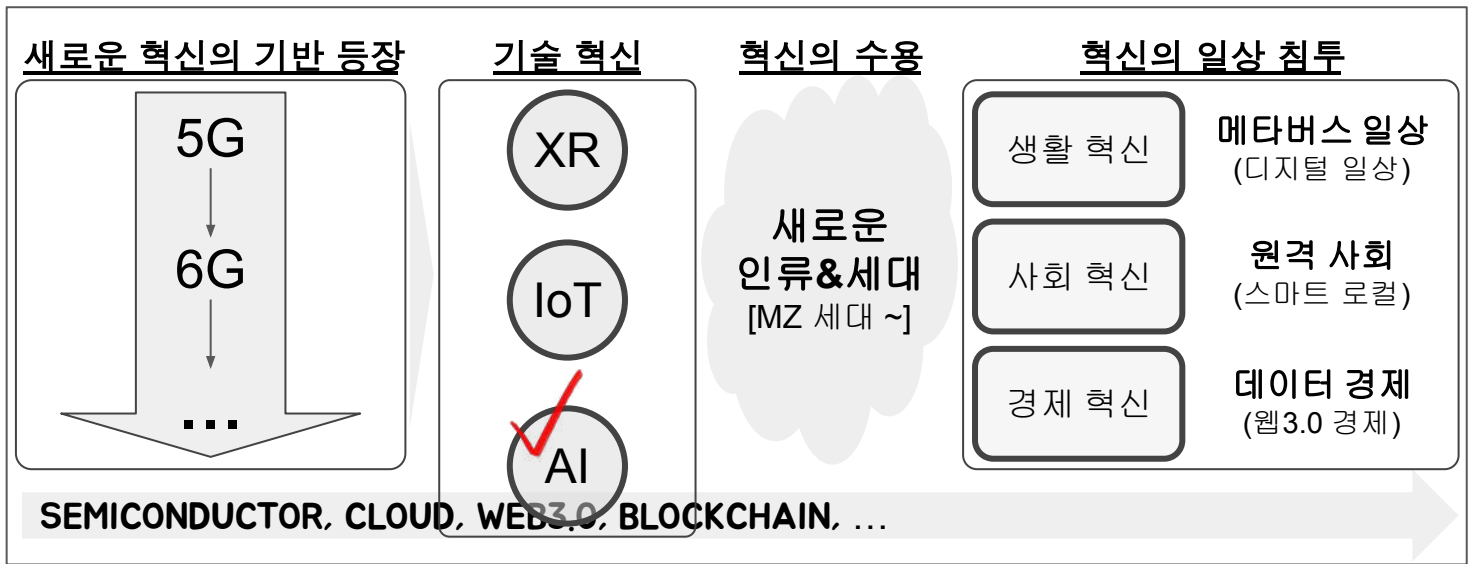 새로운 혁신의 기반 등장
5G
6G
...
기술 혁신
XR
IoT
AI
혁신의 수용
새로운
인류&세대
[MZ 세대 ~]
혁신의 일상 침투
생활 혁신
메타버스 일상
(디지털 일상)
사회 혁신
원격 사회
(스마트 로컬)
경제 혁신
데이터 경제
(웹3.0 경제)
SEMICONDUCTOR, CLOUD, WEB3.0, BLOCKCHAIN, ...